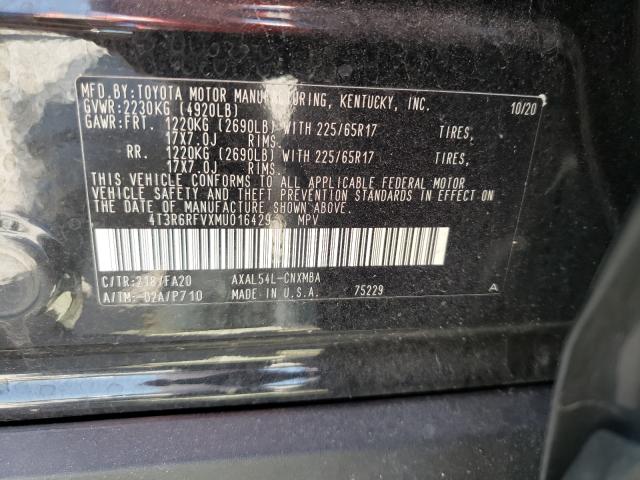 MFD.BY:TOYOTA MOTOR MANUFACTURING, KENTUCKY, INC.
GVWR:2230KG (4920LB) 10/20
GAWR:FRT. 1220KG (2690LB) WITH 225/65R17 TIRES,
17X7.0J RIMS.
RR. 1220KG (2690LB) WITH 225/65R17 TIRES,
17X7.0J RIMS.
THIS VEHICLE CONFORMS TO ALL APPLICABLE FEDERAL MOTOR
VEHICLE SAFETY AND THEFT PREVENTION STANDARDS IN EFFECT ON
THE DATE OF MANUFACTURE SHOWN ABOVE.
4T3R6RFVXMU016429 MPV
C/TR:218/FA20 AXAL54L-CNXMBA
A/TM:-02A/P710 MADE IN U.S.A. 75229 A